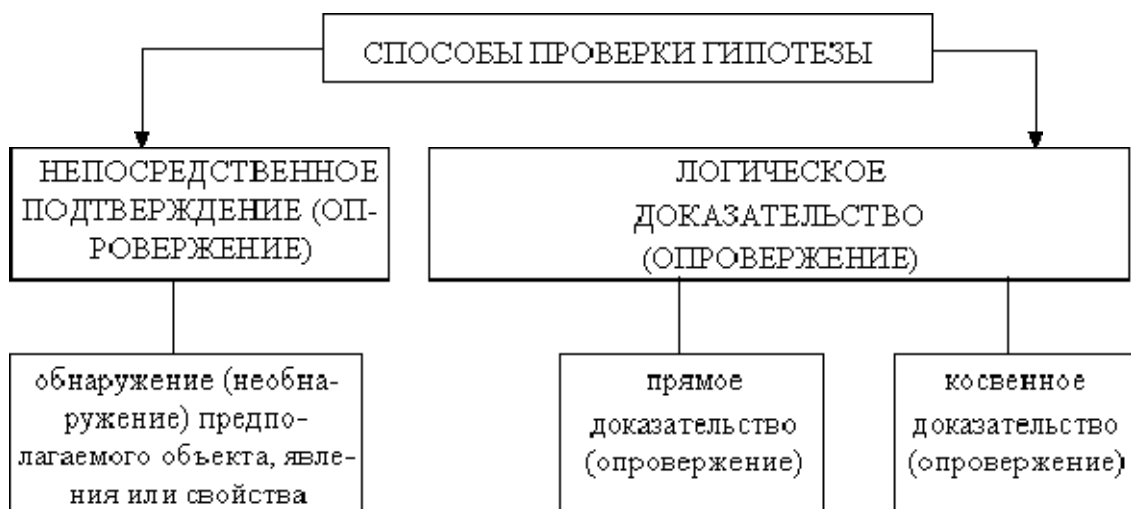 СПОСОБЫ ПРОВЕРКИ ГИПОТЕЗЫ
НЕПОСРЕДСТВЕННОЕ
ПОДТВЕРЖДЕНИЕ (ОП-
РОВЕРЖЕНИЕ)
ЛОГИЧЕСКОЕ
ДОКАЗАТЕЛЬСТВО
(ОПРОВЕРЖЕНИЕ)
обнаружение (необна-
ружение) предпо-
лагаемого объекта, явле-
ния или свойства
прямое
доказательство
(опровержение)
косвенное
доказательство
(опровержение)